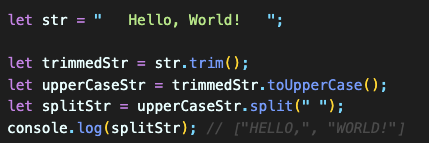 let str = "   Hello, World!   ";

let trimmedStr = str.trim();
let upperCaseStr = trimmedStr.toUpperCase();
let splitStr = upperCaseStr.split(" ");
console.log(splitStr); // ["HELLO,", "WORLD!"]